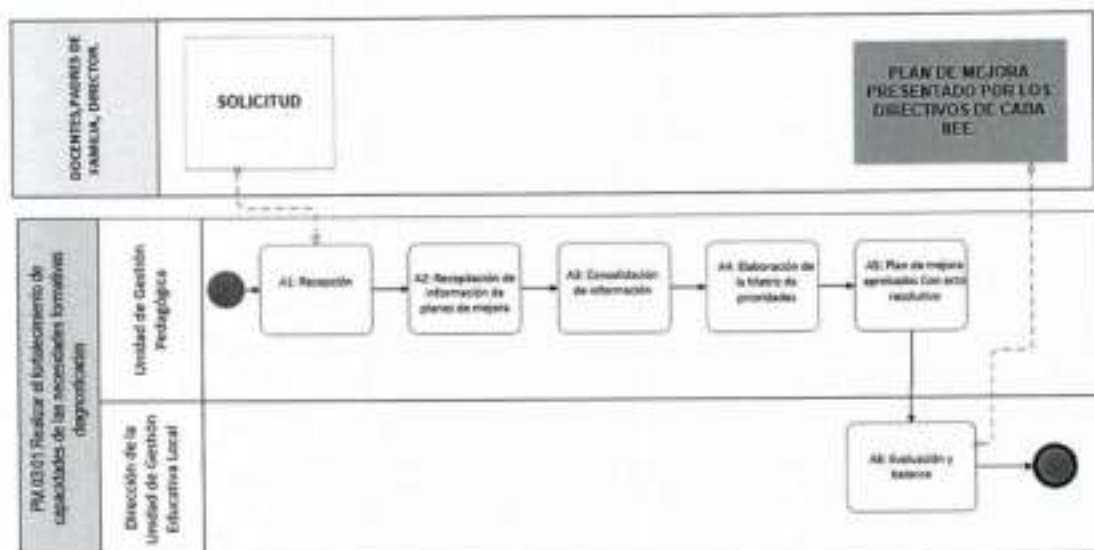 DOCENTES,PADRES DE
FAMILIA, DIRECTOR.
SOLICITUD
PLAN DE MEJORA
PRESENTADO POR LOS
DIRECTIVOS DE CADA
IIEE.
PM.03.01 Realizar el fortalecimiento de
capacidades de las necesidades formativas
diagnosticadas
Unidad de Gestión
Pedagógica
A1: Recepción
A2: Recopilación de
información de
planes de mejora
A3: Consolidación
de información
A4: Elaboración de
la Matriz de
prioridades
A5: Plan de mejora
aprobados Con acto
resolutivo
Dirección de la
Unidad de Gestión
Educativa Local
A6: Evaluación y
balance